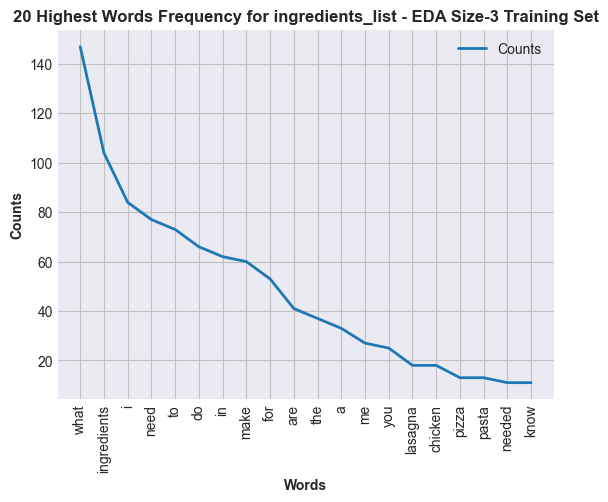 20 Highest Words Frequency for ingredients_list - EDA Size-3 Training Set
Counts
140
120
100
80
60
40
20
Counts
what
ingredients
i
need
to
do
in
make
for
are
the
a
me
you
lasagna
chicken
pizza
pasta
needed
know
Words